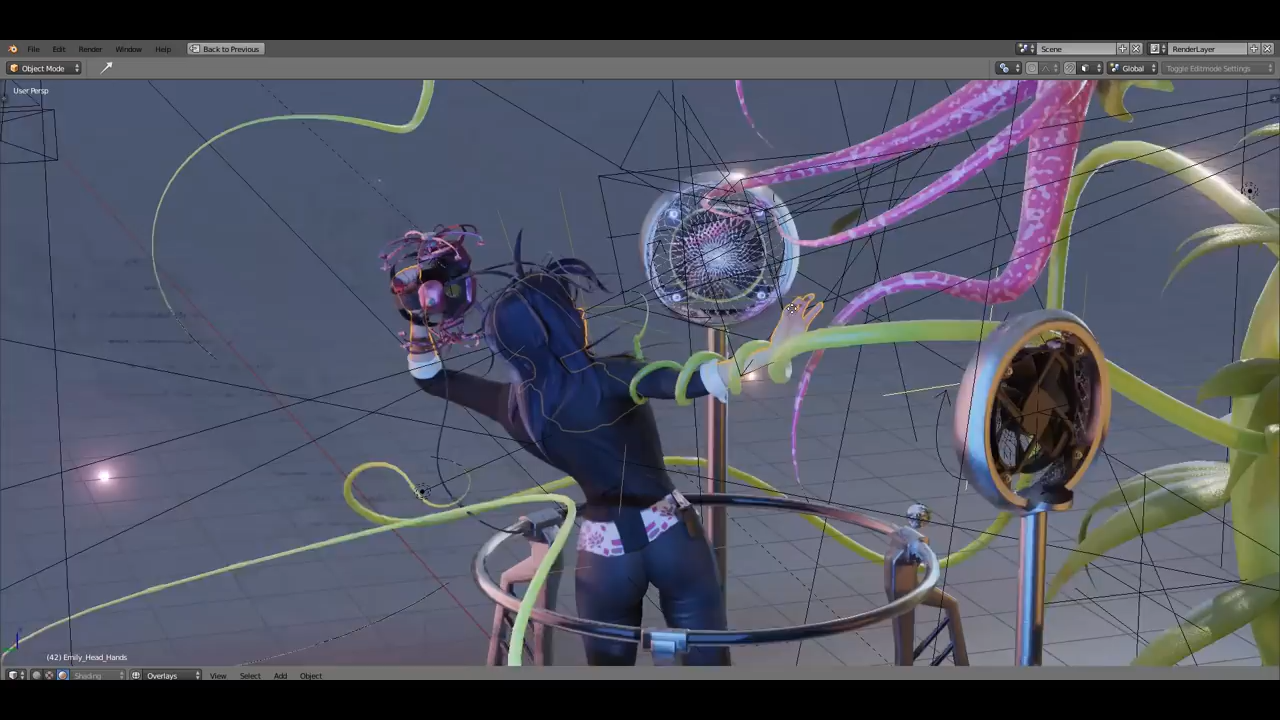 File Edit Render Window Help Back to Previous Scene RenderLayer
Object Mode Global Toggle Editmode Settings
User Persp
(42) Emily_Head_Hands
Shading Overlays View Select Add Object